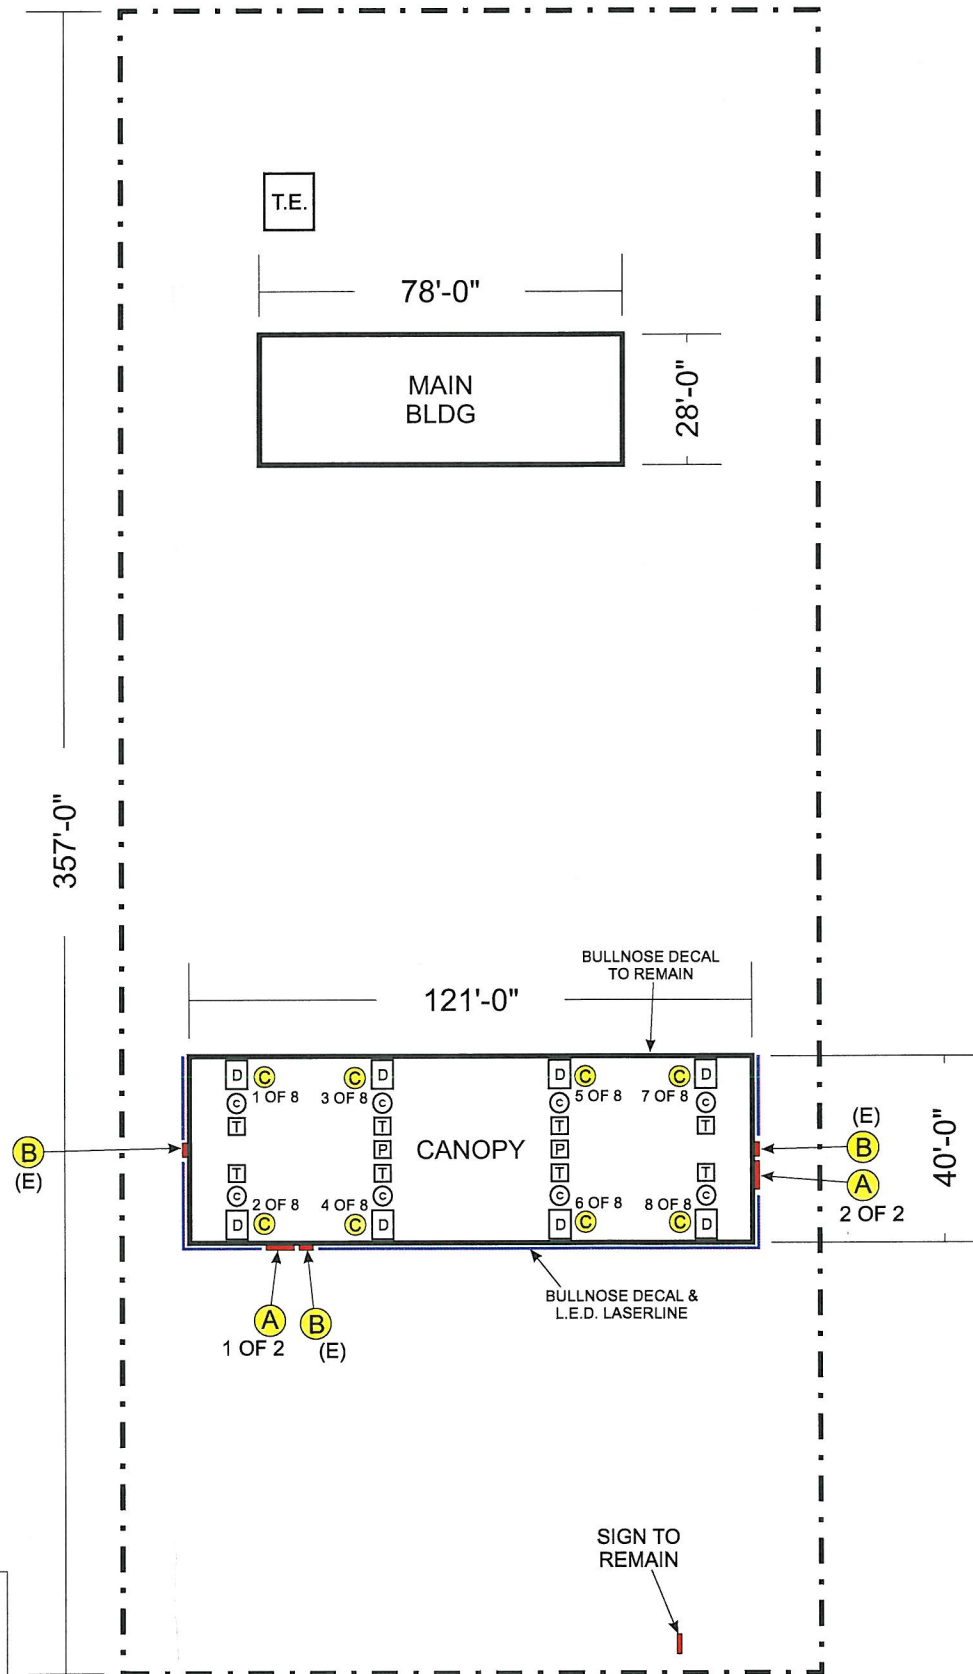 T.E.
78'-0"
MAIN
BLDG
28'-0"
357'-0"
BULLNOSE DECAL
TO REMAIN
121'-0"
D C C D D C C D
c 1 OF 8 3 OF 8 c c 5 OF 8 7 OF 8 c
T T T T
P CANOPY P
B
(E)
(E)
B
A
2 OF 2
40'-0"
T T T T
c 2 OF 8 4 OF 8 c c 6 OF 8 8 OF 8 c
D C C D D C C D
A
1 OF 2
B
(E)
BULLNOSE DECAL &
L.E.D. LASERLINE
SIGN TO
REMAIN